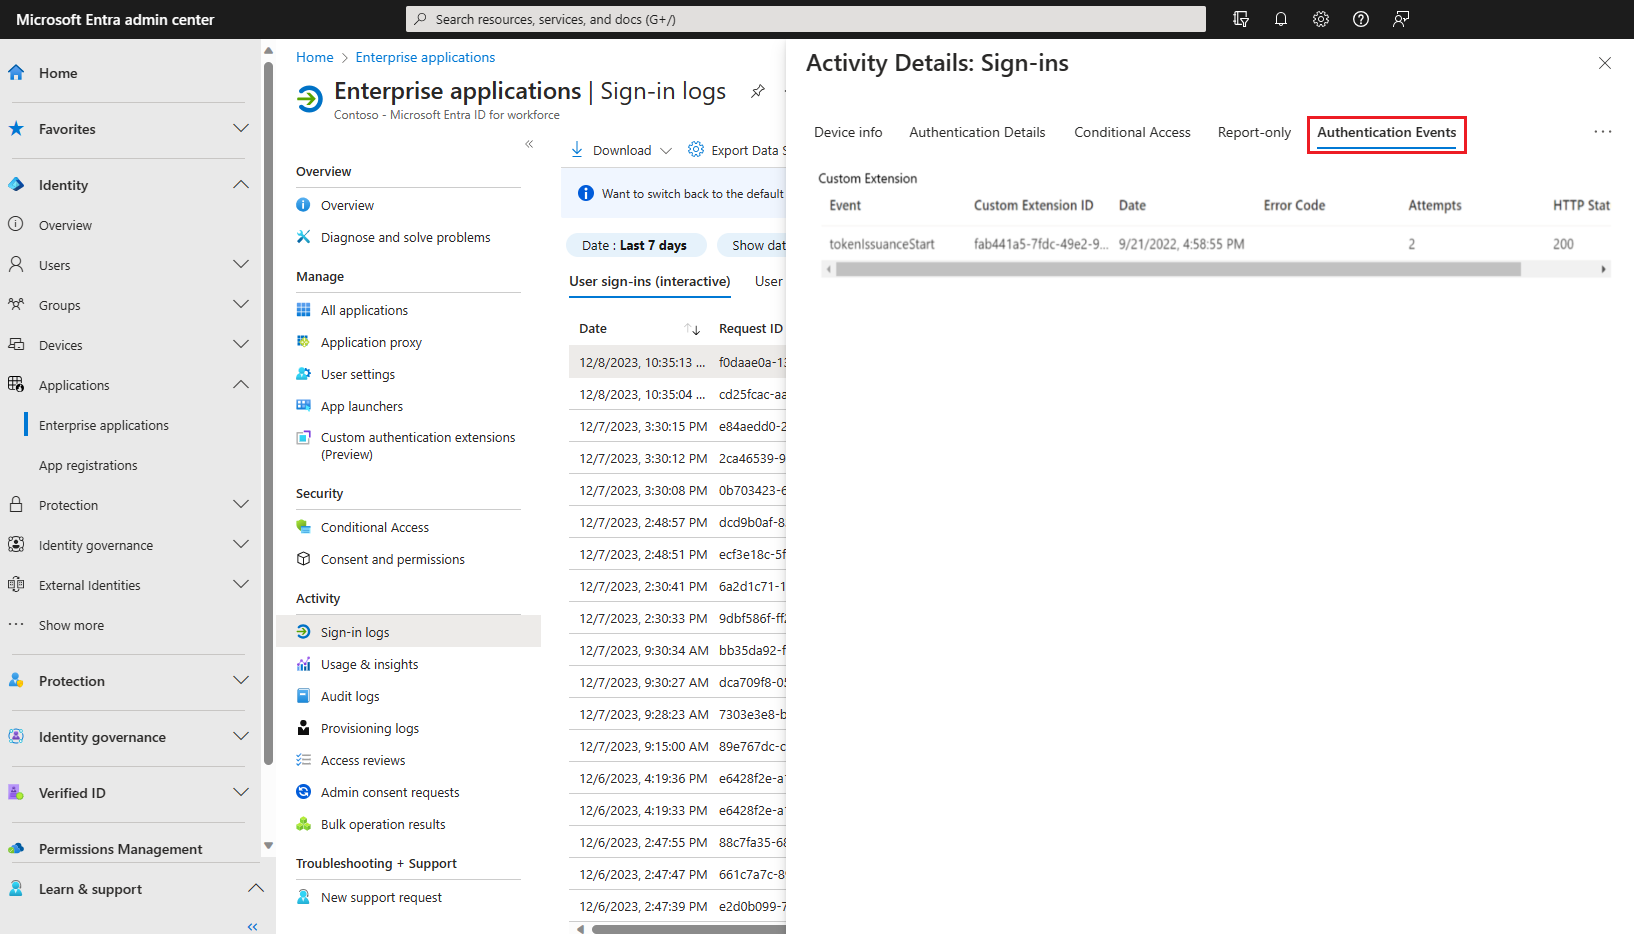 Microsoft Entra admin center
Search resources, services, and docs (G+/)
Home
Favorites
Identity
Overview
Users
Groups
Devices
Applications
Enterprise applications
App registrations
Protection
Identity governance
External Identities
Show more
Protection
Identity governance
Verified ID
Permissions Management
Learn & support
Home > Enterprise applications
Enterprise applications | Sign-in logs
Contoso - Microsoft Entra ID for workforce
Overview
Overview
Diagnose and solve problems
Manage
All applications
Application proxy
User settings
App launchers
Custom authentication extensions
(Preview)
Security
Conditional Access
Consent and permissions
Activity
Sign-in logs
Usage & insights
Audit logs
Provisioning logs
Access reviews
Admin consent requests
Bulk operation results
Troubleshooting + Support
New support request
Download Export Data S
Want to switch back to the default
Date : Last 7 days Show dat
User sign-ins (interactive) User
Date Request ID
12/8/2023, 10:35:13 ... f0daae0a-13
12/8/2023, 10:35:04 ... cd25fcac-aa
12/7/2023, 3:30:15 PM e84aedd0-2
12/7/2023, 3:30:12 PM 2ca46539-9
12/7/2023, 3:30:08 PM 0b703423-6
12/7/2023, 2:48:57 PM dcd9b0af-8
12/7/2023, 2:48:51 PM ecf3e18c-5f
12/7/2023, 2:30:41 PM 6a2d1c71-1
12/7/2023, 2:30:33 PM 9dbf586f-ff2
12/7/2023, 9:30:34 AM bb35da92-f
12/7/2023, 9:30:27 AM dca709f8-05
12/7/2023, 9:28:23 AM 7303e3e8-b
12/7/2023, 9:15:00 AM 89e767dc-c
12/6/2023, 4:19:36 PM e6428f2e-a1
12/6/2023, 4:19:33 PM e6428f2e-a1
12/6/2023, 2:47:55 PM 88c7fa35-68
12/6/2023, 2:47:47 PM 661c7a7c-89
12/6/2023, 2:47:39 PM e2d0b099-7
Activity Details: Sign-ins
Device info Authentication Details Conditional Access Report-only Authentication Events
Custom Extension
Event Custom Extension ID Date Error Code Attempts HTTP Stat
tokenIssuanceStart fab441a5-7fdc-49e2-9... 9/21/2022, 4:58:55 PM 2 200